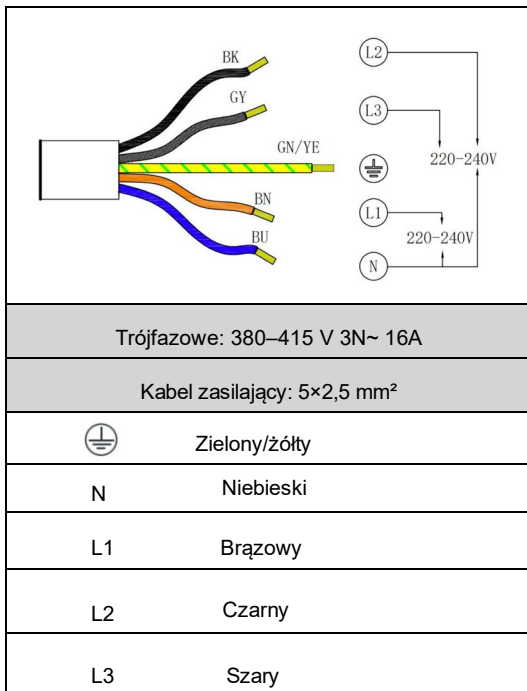 BK
GY
GN/YE
BN
BU
L2
L3
220-240V
L1
220-240V
N
Trójfazowe: 380–415 V 3N~ 16A
Kabel zasilający: 5×2,5 mm²
Zielony/żółty
N Niebieski
L1 Brązowy
L2 Czarny
L3 Szary